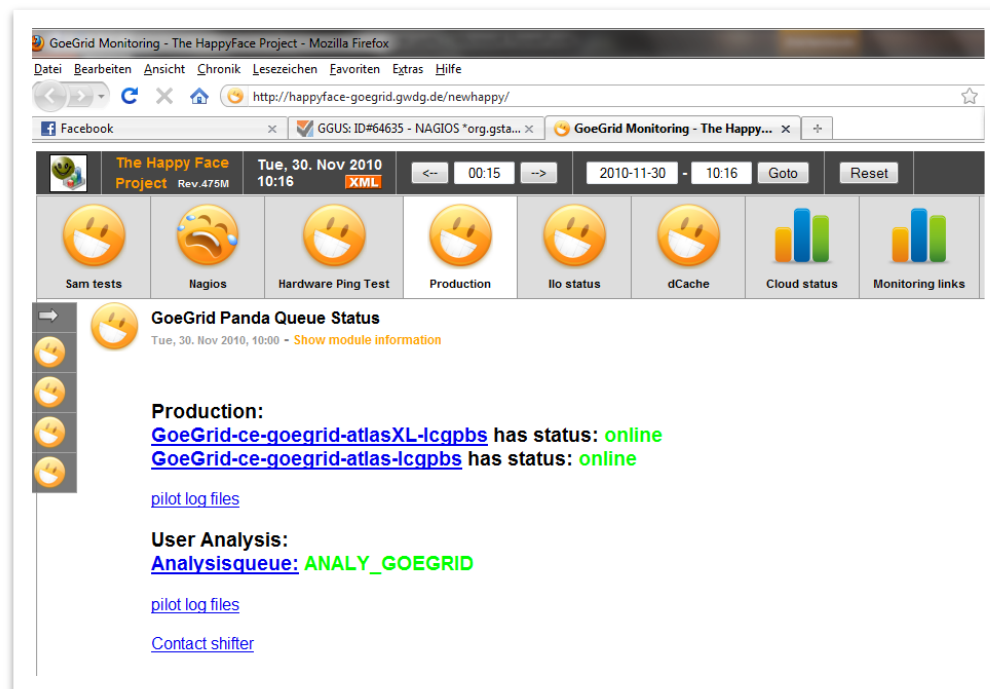 GoeGrid Monitoring - The HappyFace Project - Mozilla Firefox
Datei Bearbeiten Ansicht Chronik Lesezeichen Favoriten Extras Hilfe
http://happyface-goegrid.gwdg.de/newhappy/
Facebook GGUS: ID#64635 - NAGIOS *org.gsta... GoeGrid Monitoring - The Happy...
The Happy Face Project Rev.475M
Tue, 30. Nov 2010 10:16 XML
<-- 00:15 --> 2010-11-30 - 10:16 Goto Reset
Sam tests Nagios Hardware Ping Test Production Ilo status dCache Cloud status Monitoring links
GoeGrid Panda Queue Status
Tue, 30. Nov 2010, 10:00 - Show module information
Production:
GoeGrid-ce-goegrid-atlasXL-lcgpbs has status: online
GoeGrid-ce-goegrid-atlas-lcgpbs has status: online
pilot log files
User Analysis:
Analysisqueue: ANALY_GOEGRID
pilot log files
Contact shifter